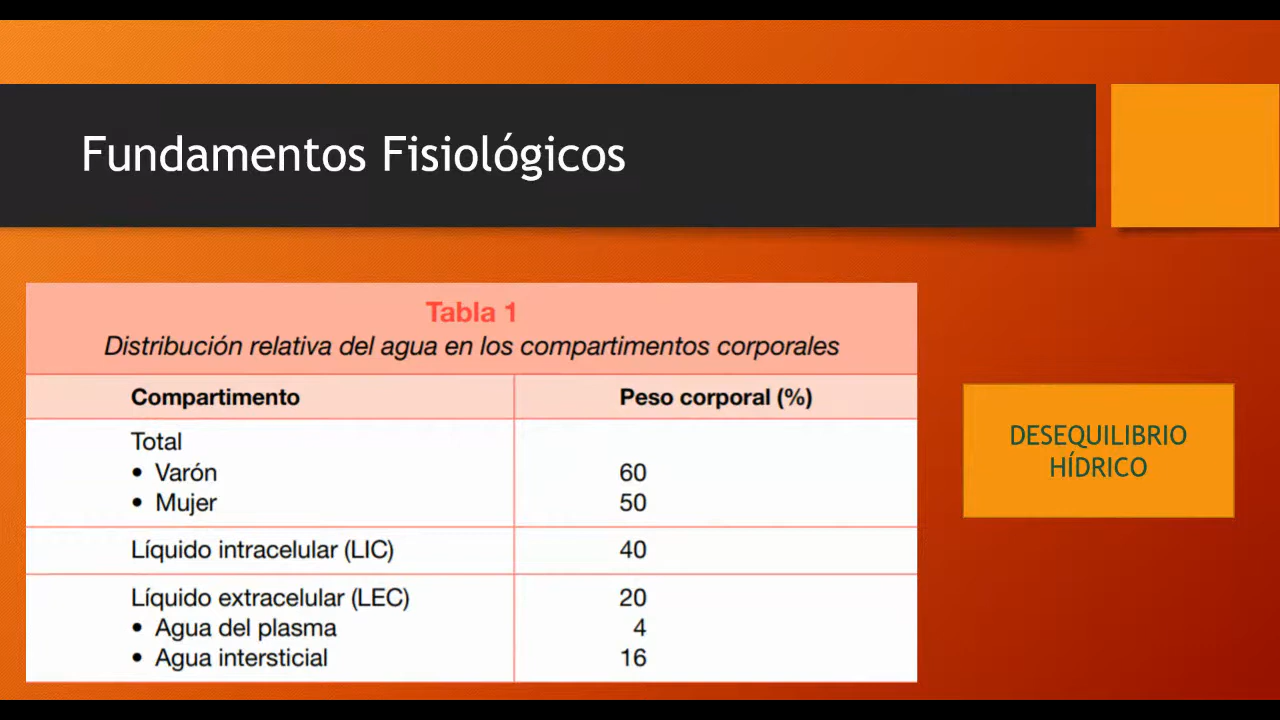 Fundamentos Fisiológicos
Tabla 1
Distribución relativa del agua en los compartimentos corporales
Compartimento Peso corporal (%)
Total
• Varón 60
• Mujer 50
Líquido intracelular (LIC) 40
Líquido extracelular (LEC) 20
• Agua del plasma 4
• Agua intersticial 16
DESEQUILIBRIO
HÍDRICO